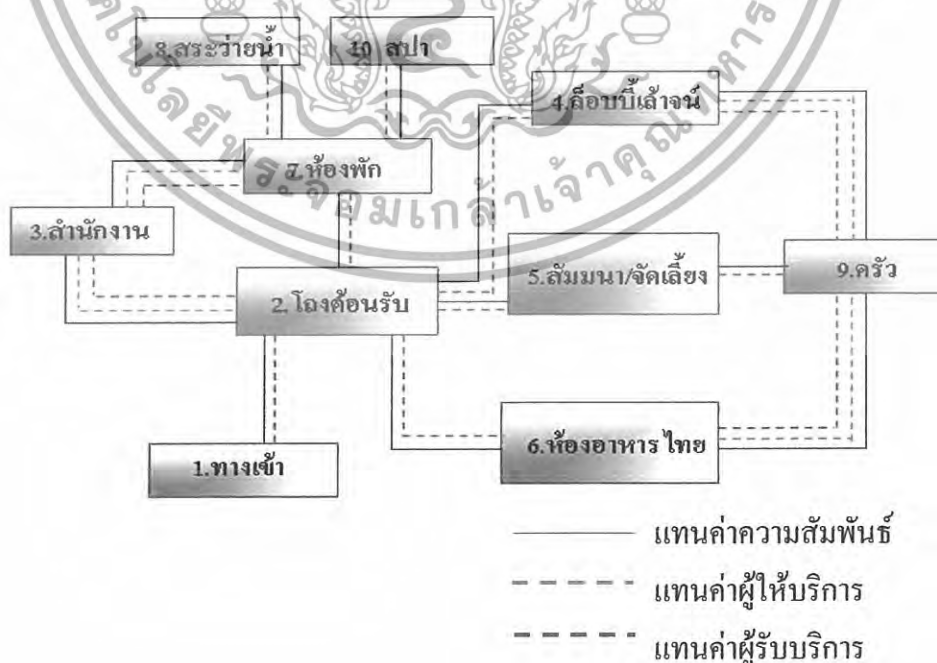 8.สระว่ายน้ำ
10 สปา
4.ล๊อบบี้เล้าจน์
7.ห้องพัก
3.สำนักงาน
5.สัมมนา/จัดเลี้ยง
9.ครัว
2.โถงต้อนรับ
6.ห้องอาหาร ไทย
1.ทางเข้า
แทนค่าความสัมพันธ์
แทนค่าผู้ให้บริการ
แทนค่าผู้รับบริการ